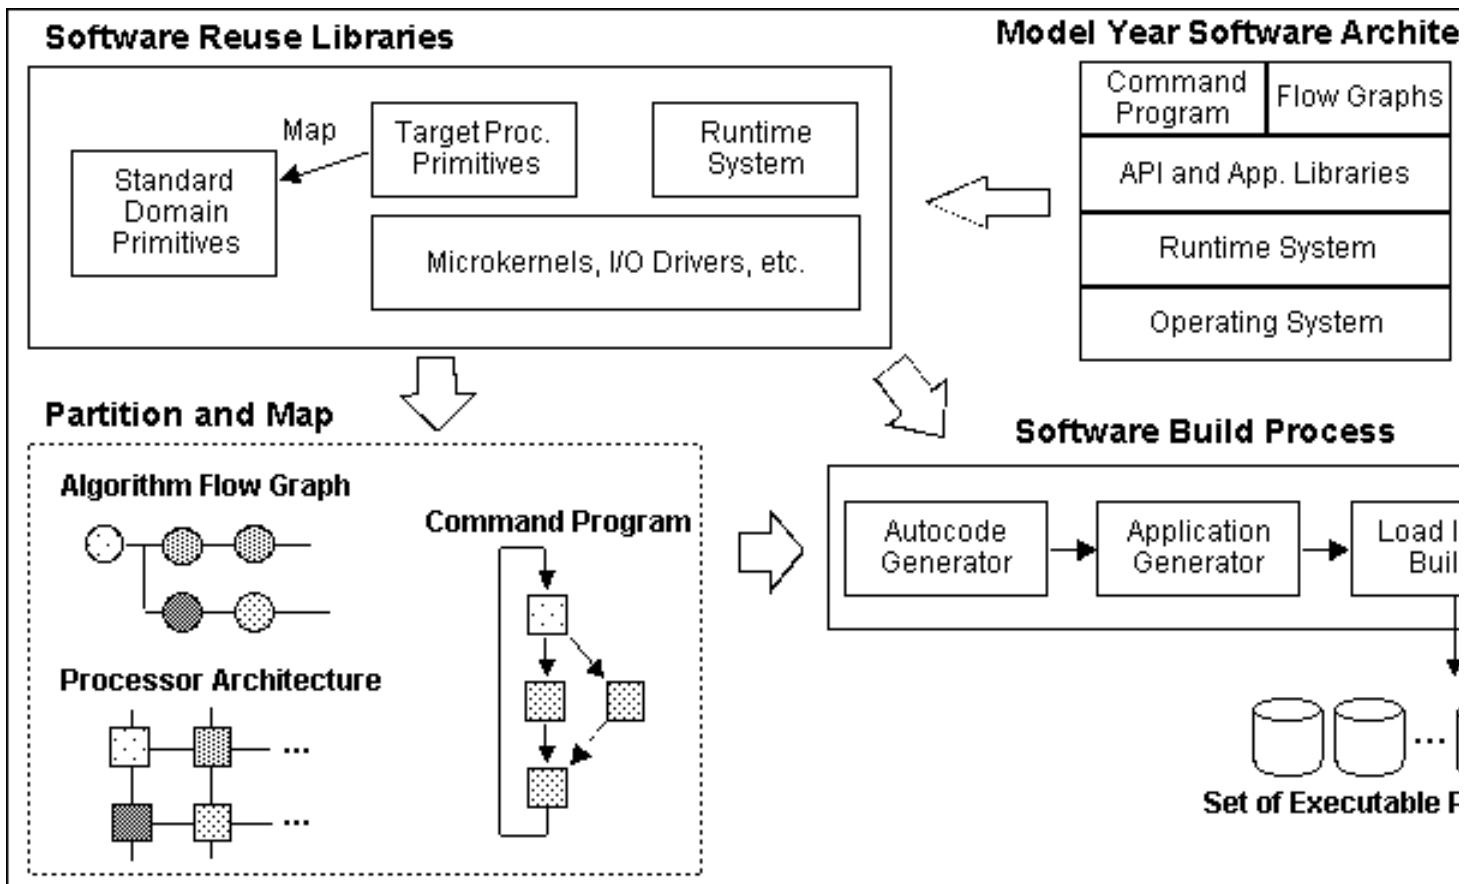 Software Reuse Libraries
Map
Target Proc.
Primitives
Runtime
System
Standard
Domain
Primitives
Microkernels, I/O Drivers, etc.
Model Year Software
Command
Program
Flow Graphs
API and App. Libraries
Runtime System
Operating System
Partition and Map
Algorithm Flow Graph
Command Program
Processor Architecture
...
...
Software Build Process
Autocode
Generator
Application
Generator
Load
...
Set of Executable